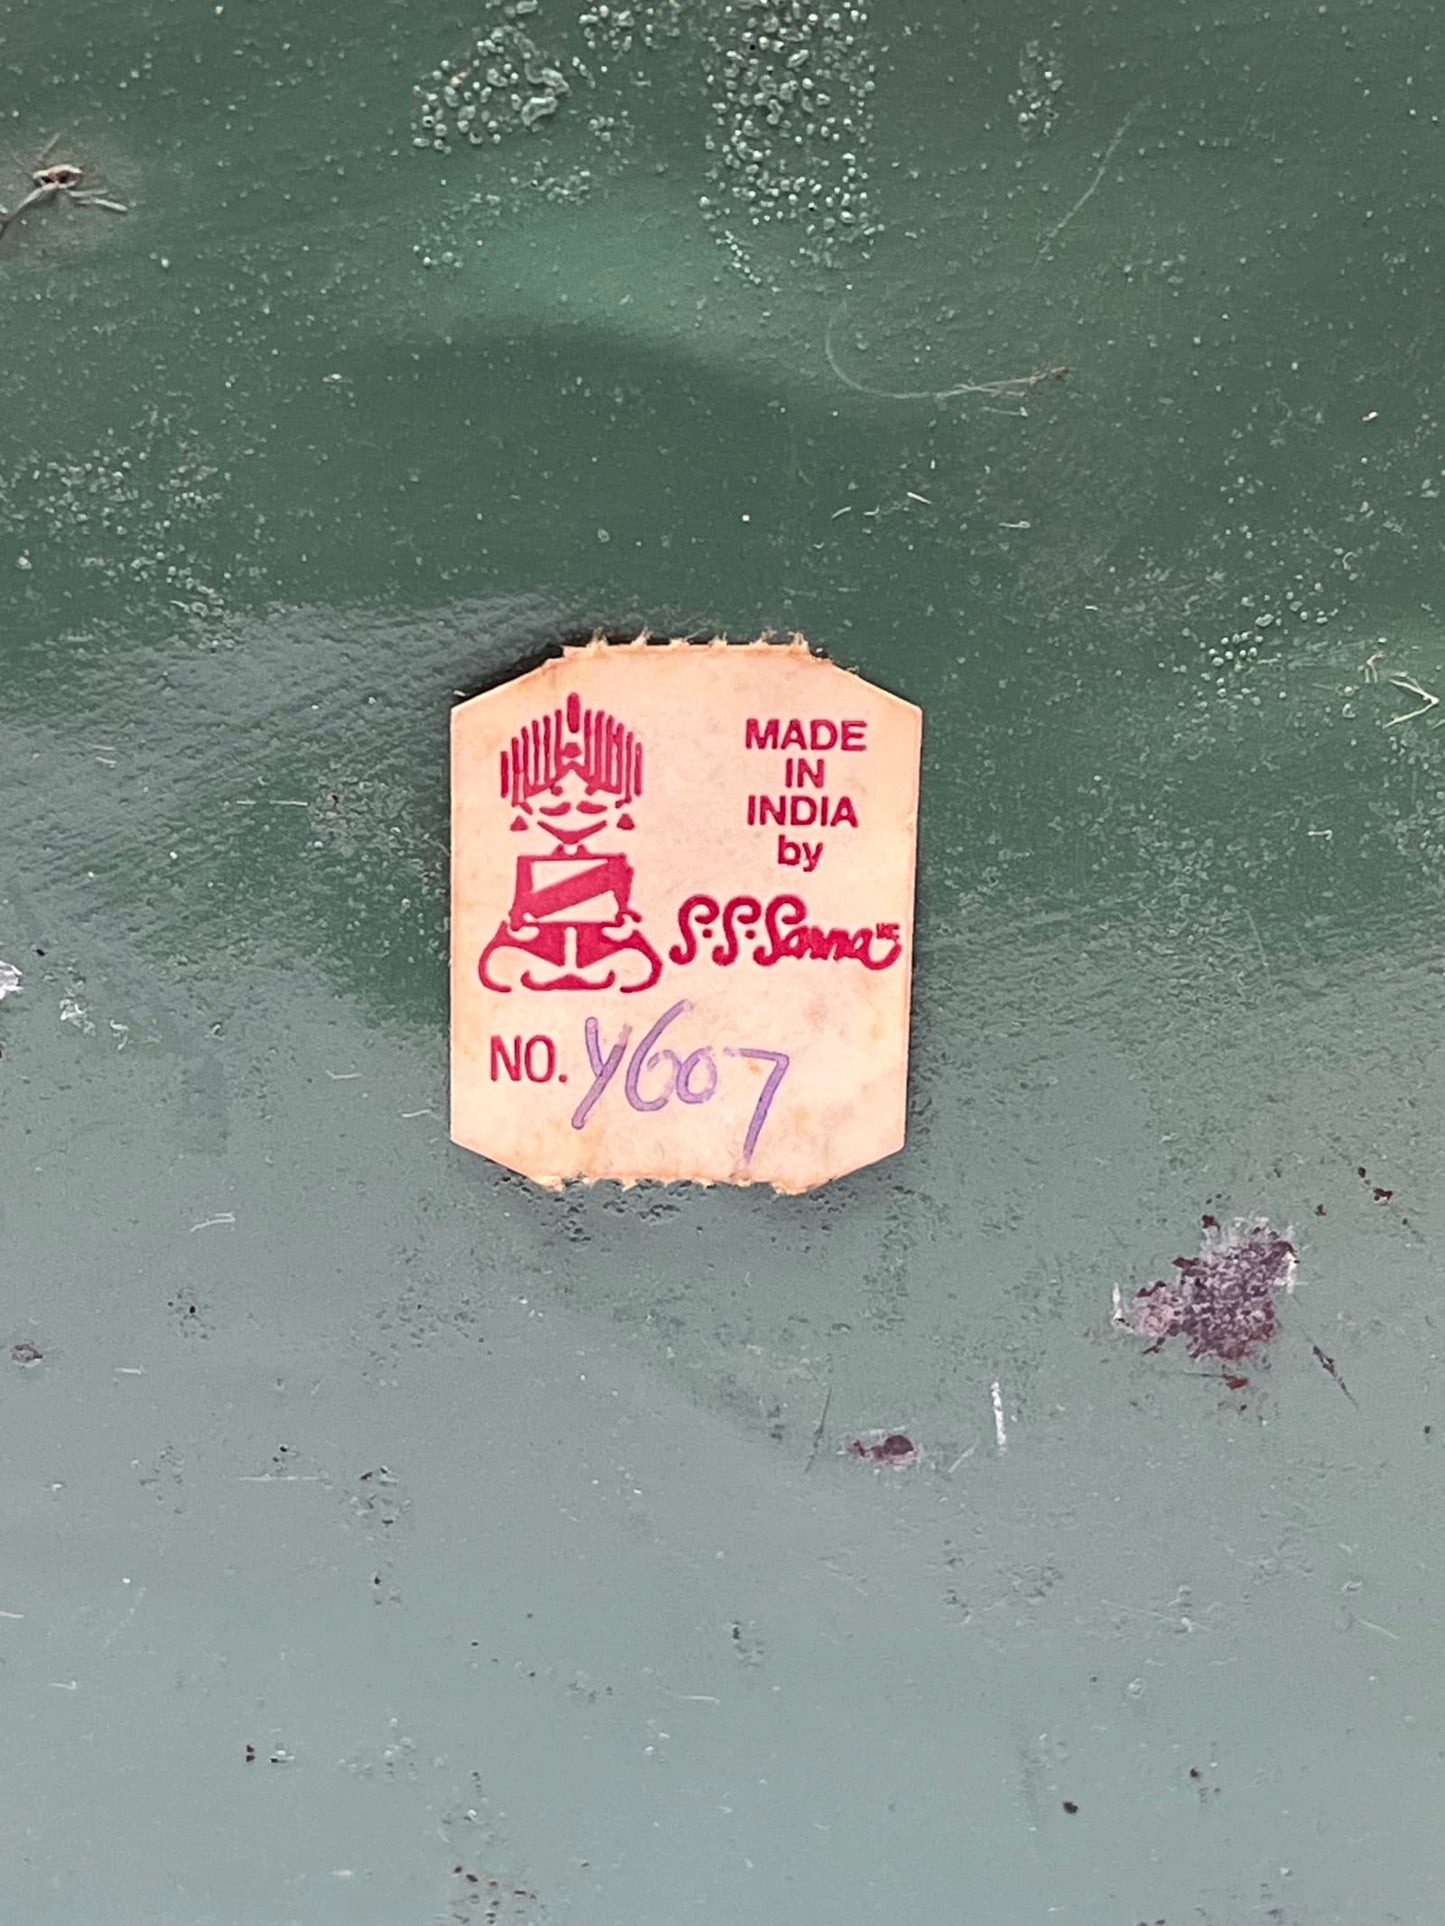 MADE
IN
INDIA
by
S.S. Sarna INC
NO. Y607